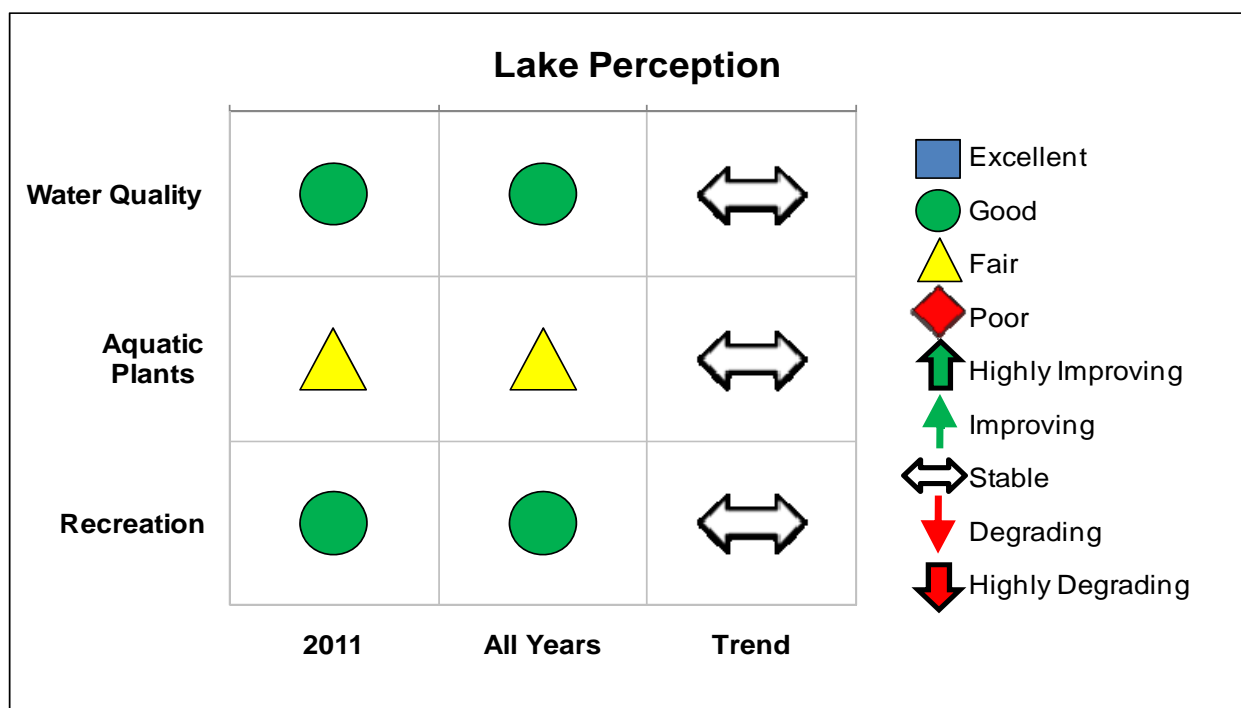 Lake Perception
Water Quality
Aquatic
Plants
Recreation
2011
All Years
Trend
Excellent
Good
Fair
Poor
Highly Improving
Improving
Stable
Degrading
Highly Degrading